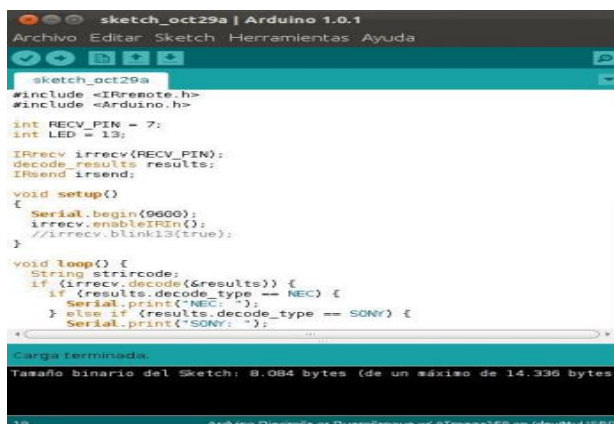 sketch_oct29a | Arduino 1.0.1
Archivo Editar Sketch Herramientas Ayuda
sketch_oct29a
#include <IRremote.h>
#include <Arduino.h>
int RECV_PIN = 7;
int LED = 13;
IRrecv irrecv(RECV_PIN);
decode_results results;
IRsend irsend;
void setup()
{
Serial.begin(9600);
irrecv.enableIRIn();
//irrecv.blink13(true);
}
void loop() {
String strircode;
if (irrecv.decode(&results)) {
if (results.decode_type == NEC) {
Serial.print("NEC: ");
} else if (results.decode_type == SONY) {
Serial.print("SONY: ");
Carga terminada.
Tamaño binario del Sketch: 8.084 bytes (de un máximo de 14.336 bytes